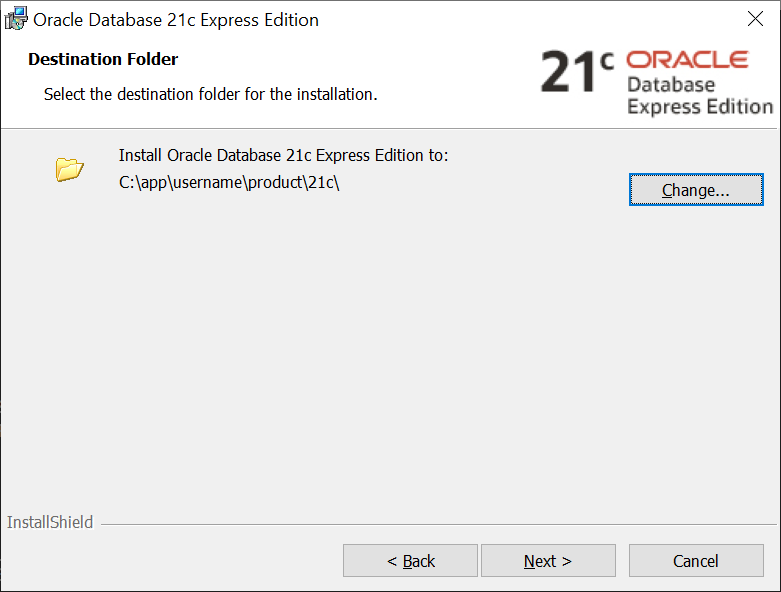 Oracle Database 21c Express Edition
Destination Folder
Select the destination folder for the installation.
21c ORACLE
Database
Express Edition
Install Oracle Database 21c Express Edition to:
C:\app\username\product\21c\
Change...
InstallShield
< Back
Next >
Cancel